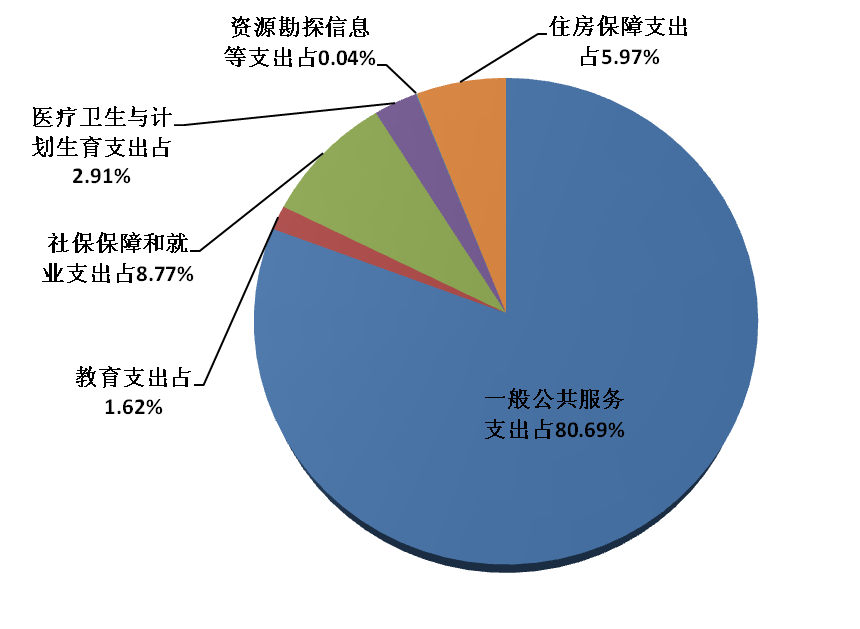 资源勘探信息
等支出占0.04%
住房保障支出
占5.97%
医疗卫生与计
划生育支出占
2.91%
社保保障和就
业支出占8.77%
教育支出占
1.62%
一般公共服务
支出占80.69%